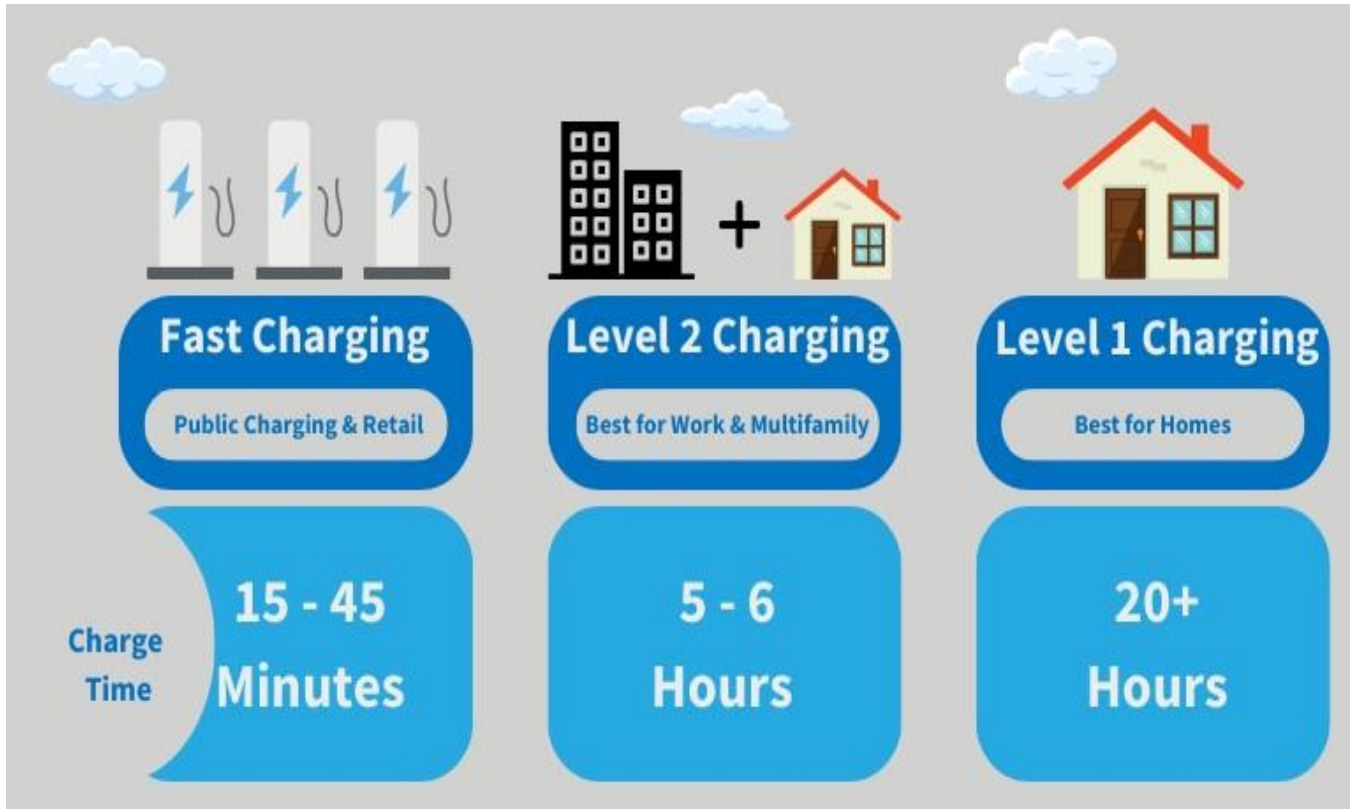 Fast Charging
Public Charging & Retail
Level 2 Charging
Best for Work & Multifamily
Level 1 Charging
Best for Homes
Charge
Time
15 - 45
Minutes
5 - 6
Hours
20+
Hours